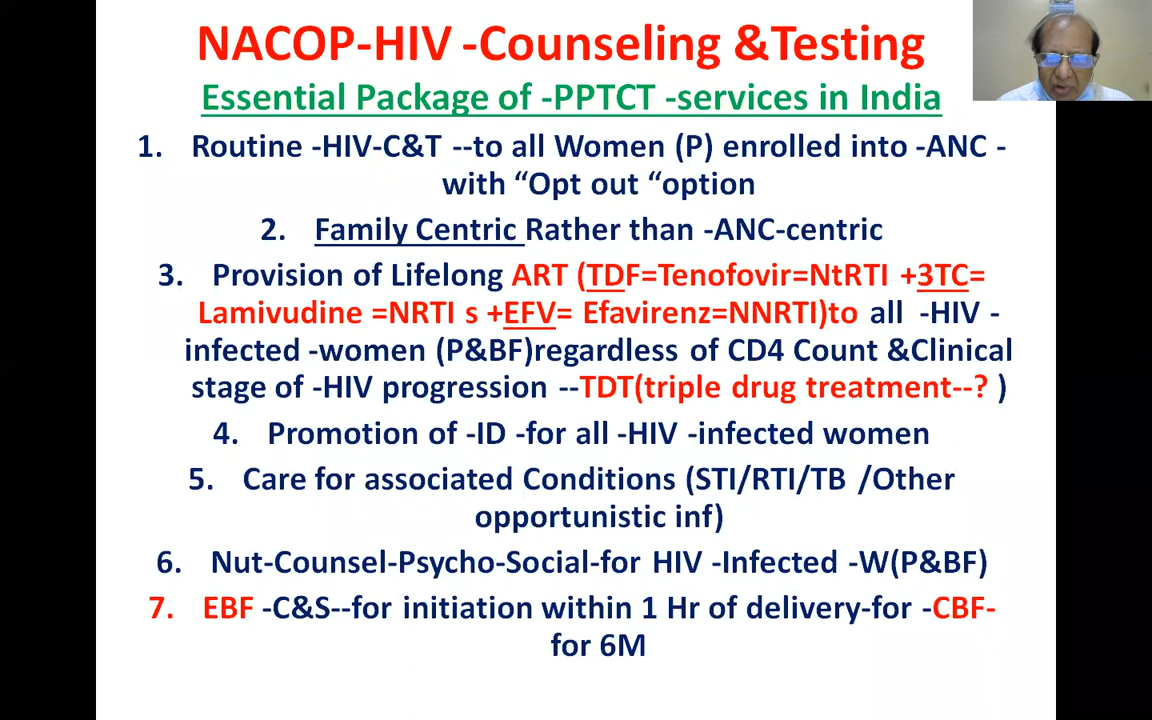 NACOP-HIV -Counseling &Testing
Essential Package of -PPTCT -services in India
1. Routine -HIV-C&T --to all Women (P) enrolled into -ANC -
with “Opt out “option
2. Family Centric Rather than -ANC-centric
3. Provision of Lifelong ART (TDF=Tenofovir=NtRTI +3TC=
Lamivudine =NRTI s +EFV= Efavirenz=NNRTI)to all -HIV -
infected -women (P&BF)regardless of CD4 Count &Clinical
stage of -HIV progression --TDT(triple drug treatment--? )
4. Promotion of -ID -for all -HIV -infected women
5. Care for associated Conditions (STI/RTI/TB /Other
opportunistic inf)
6. Nut-Counsel-Psycho-Social-for HIV -Infected -W(P&BF)
7. EBF -C&S--for initiation within 1 Hr of delivery-for -CBF-
for 6M